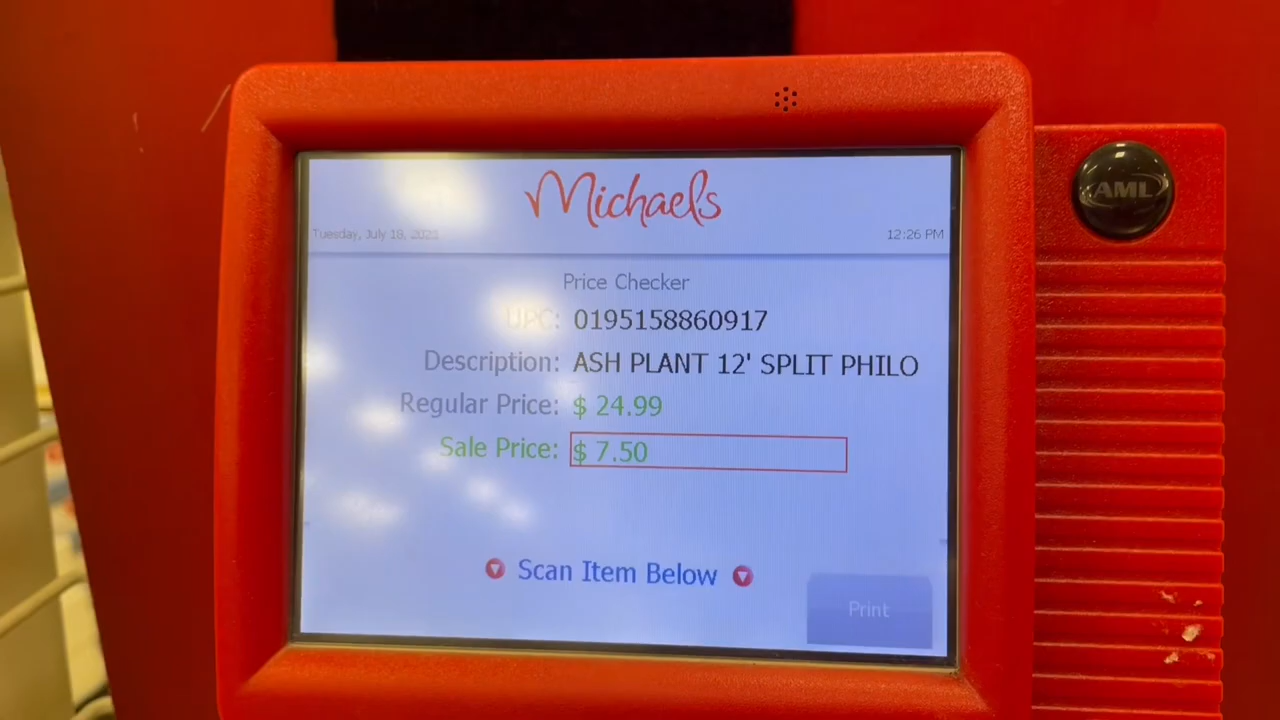 Michaels
Tuesday, July 18, 2023
12:26 PM
Price Checker
UPC: 0195158860917
Description: ASH PLANT 12' SPLIT PHILO
Regular Price: $ 24.99
Sale Price: $ 7.50
Scan Item Below
Print
AML